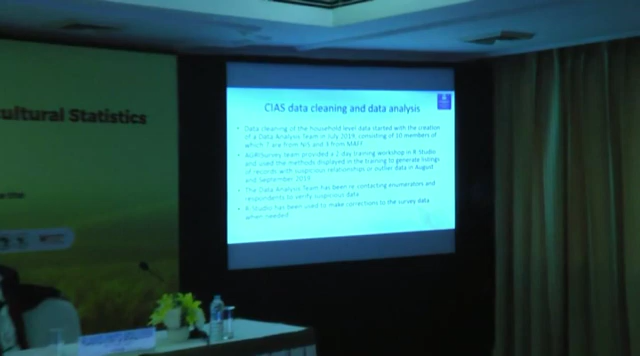 cultural Statistics
CIAS data cleaning and data analysis
• Data cleaning of the household level data started with the creation
of a Data Analysis Team in July 2019, consisting of 10 members of
which 7 are from NIS and 3 from MAFF.
• AGRISurvey team provided a 2 day training workshop in R Studio
and used the methods displayed in the training to generate listings
of records with suspicious relationships or outlier data in August
and September 2019.
• The Data Analysis Team has been re contacting enumerators and
respondents to verify suspicious data
• R Studio has been used to make corrections to the survey data
when needed